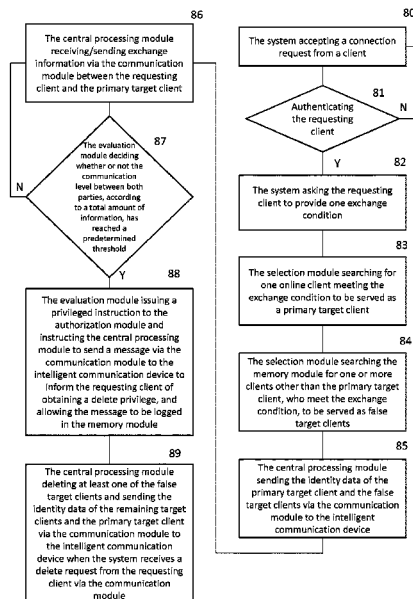 80
The system accepting a connection
request from a client
81
Authenticating
the requesting
client
N
Y
82
The system asking the requesting
client to provide one exchange
condition
83
The selection module searching for
one online client meeting the
exchange condition to be served as
a primary target client
84
The selection module searching the
memory module for one or more
clients other than the primary
target client, who meet the
exchange condition, to be served as
false target clients
85
The central processing module
sending the identity data of the
primary target client and the false
target clients via the communication
module to the intelligent
communication device
86
The central processing module
receiving/sending exchange
information via the communication
module between the requesting
client and the primary target client
87
The evaluation
module deciding
whether or not the
communication
level between both
parties, according
to a total amount of
information, has
reached a
predetermined
threshold
N
Y
88
The evaluation module issuing a
privileged instruction to the
authorization module and
instructing the central processing
module to send a message via the
communication module to the
intelligent communication device to
inform the requesting client of
obtaining a delete privilege, and
allowing the message to be logged
in the memory module
89
The central processing module
deleting at least one of the false
target clients and sending the
identity data of the remaining target
clients and the primary target client
via the communication module to
the intelligent communication
device when the system receives a
delete request from the requesting
client via the communication
module